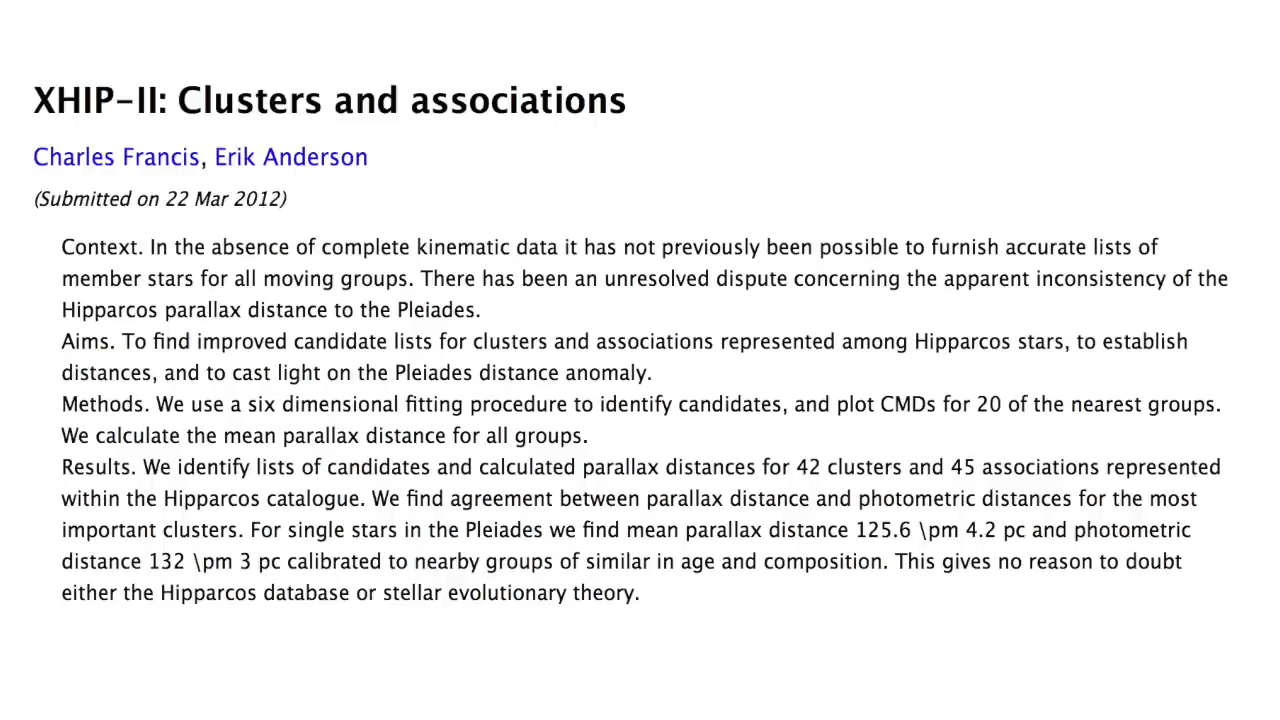 XHIP-II: Clusters and associations
Charles Francis, Erik Anderson
(Submitted on 22 Mar 2012)
Context. In the absence of complete kinematic data it has not previously been possible to furnish accurate lists of
member stars for all moving groups. There has been an unresolved dispute concerning the apparent inconsistency of the
Hipparcos parallax distance to the Pleiades.
Aims. To find improved candidate lists for clusters and associations represented among Hipparcos stars, to establish
distances, and to cast light on the Pleiades distance anomaly.
Methods. We use a six dimensional fitting procedure to identify candidates, and plot CMDs for 20 of the nearest groups.
We calculate the mean parallax distance for all groups.
Results. We identify lists of candidates and calculated parallax distances for 42 clusters and 45 associations represented
within the Hipparcos catalogue. We find agreement between parallax distance and photometric distances for the most
important clusters. For single stars in the Pleiades we find mean parallax distance 125.6 \pm 4.2 pc and photometric
distance 132 \pm 3 pc calibrated to nearby groups of similar in age and composition. This gives no reason to doubt
either the Hipparcos database or stellar evolutionary theory.